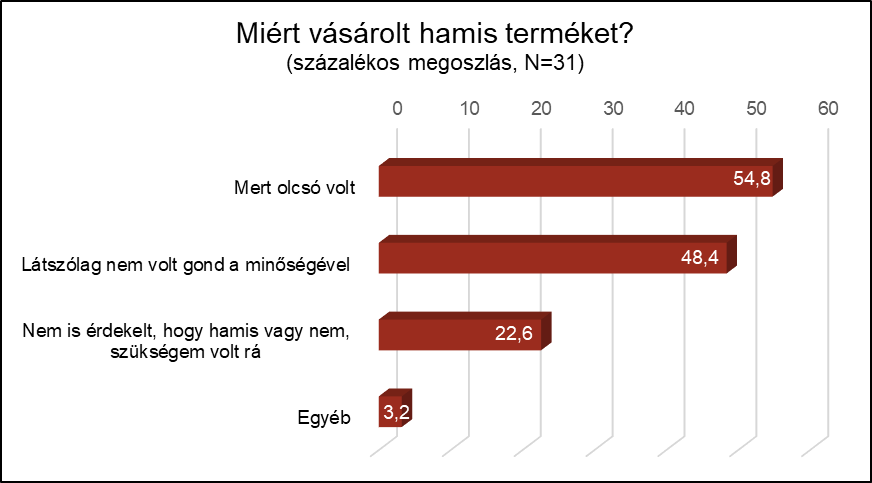 Miért vásárolt hamis terméket?
(százalékos megoszlás, N=31)
0 10 20 30 40 50 60
Mert olcsó volt 54,8
Látszólag nem volt gond a minőségével 48,4
Nem is érdekelt, hogy hamis vagy nem,
szükségem volt rá 22,6
Egyéb 3,2